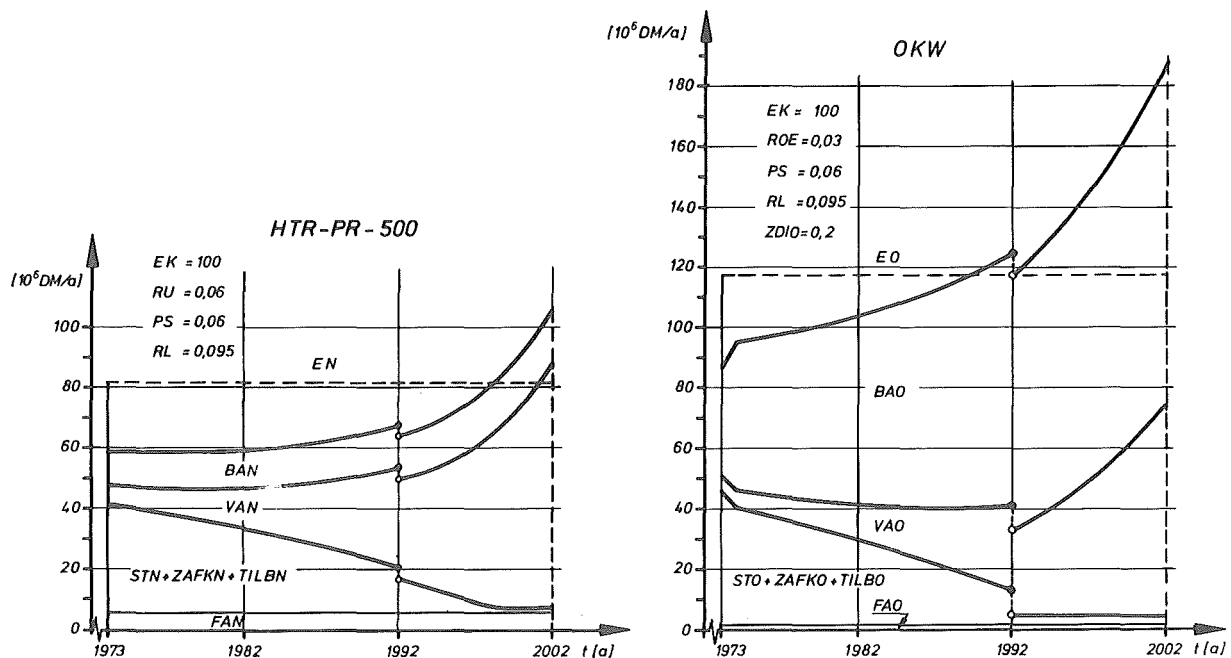 HTR-PR-500
[10⁶DM/a]
EK = 100
RU = 0,06
PS = 0,06
RL = 0,095
EN
100
80
60
40
20
0
BAN
VAN
STN+ZAFKN+TILBN
FAN
1973
1982
1992
2002
t [a]
OKW
[10⁶DM/a]
EK = 100
ROE = 0,03
PS = 0,06
RL = 0,095
ZDIO = 0,2
EO
180
160
140
120
100
80
60
40
20
0
BAO
VAO
STO+ZAFKO+TILBO
FAO
1973
1982
1992
2002
t [a]